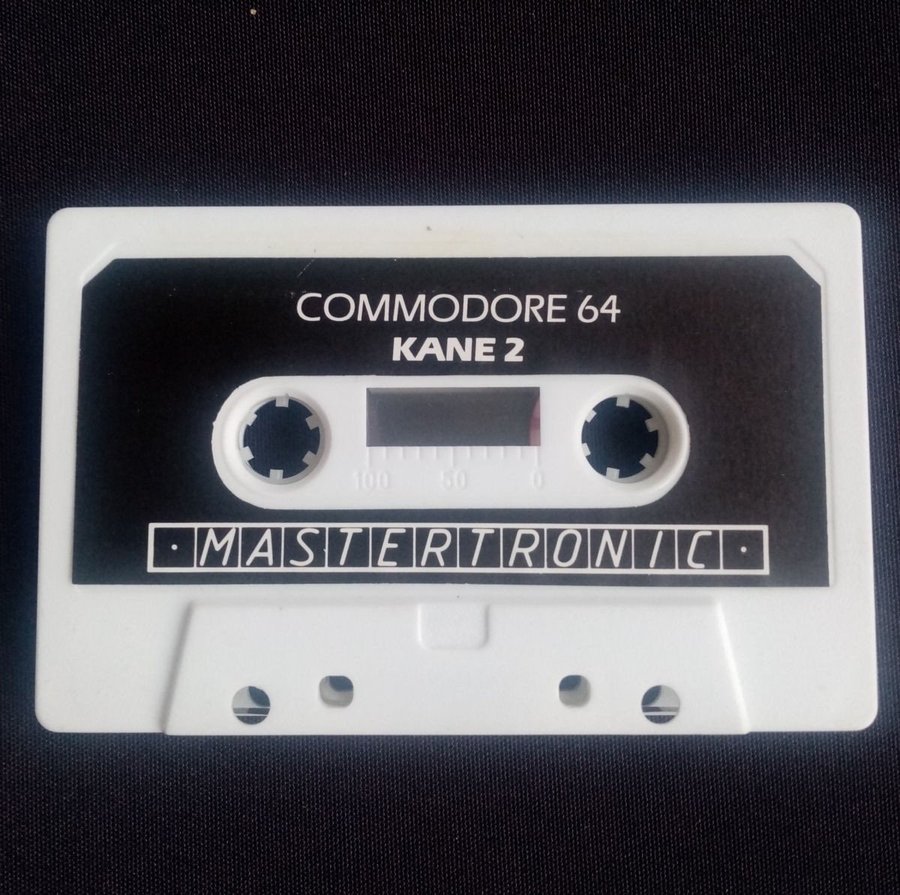 COMMODORE 64
KANE 2
100 50 0
· MASTERTRONIC ·